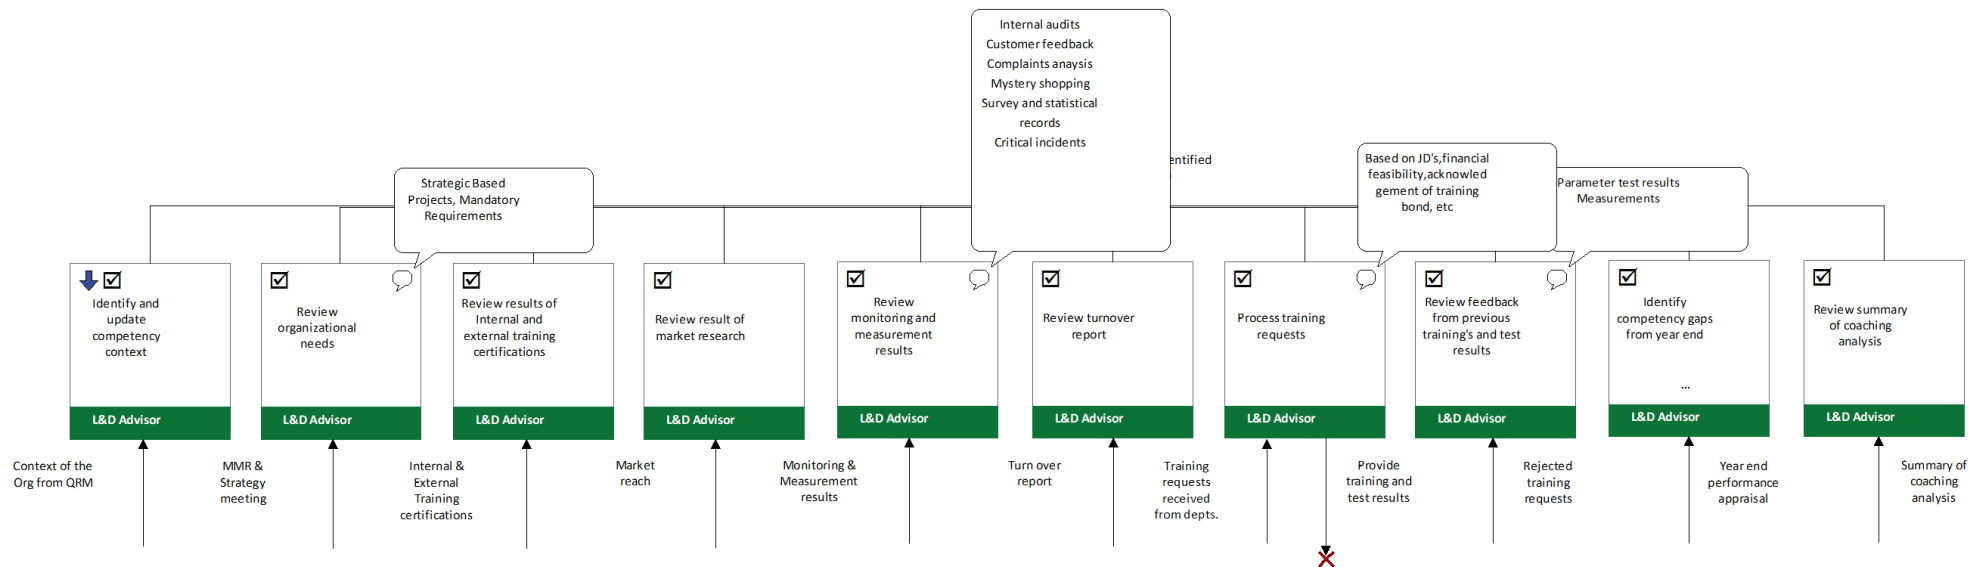 Internal audits
Customer feedback
Complaints anaysis
Mystery shopping
Survey and statistical
records
Critical incidents
entified
Based on JD's,financial
feasibility,acknowled
gement of training
bond, etc
Parameter test results
Measurements
Strategic Based
Projects, Mandatory
Requirements
Identify and
update
competency
context
L&D Advisor
Review
organizational
needs
L&D Advisor
Review results of
Internal and
external training
certifications
L&D Advisor
Review result of
market research
L&D Advisor
Review
monitoring and
measurement
results
L&D Advisor
Review turnover
report
L&D Advisor
Process training
requests
L&D Advisor
Review feedback
from previous
training's and test
results
L&D Advisor
Identify
competency gaps
from year end
...
L&D Advisor
Review summary
of coaching
analysis
L&D Advisor
Context of the
Org from QRM
MMR &
Strategy
meeting
Internal &
External
Training
certifications
Market
reach
Monitoring &
Measurement
results
Turn over
report
Training
requests
received
from depts.
Provide
training and
test results
Rejected
training
requests
Year end
performance
appraisal
Summary of
coaching
analysis